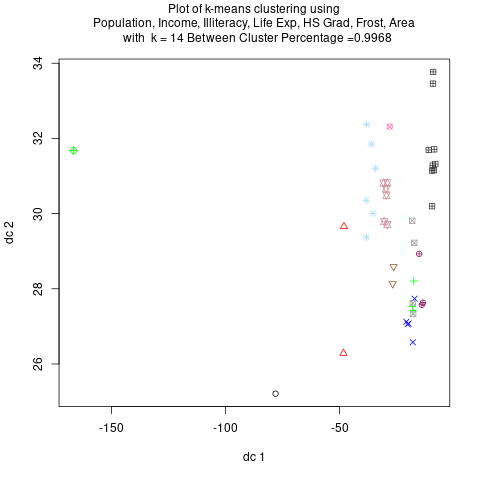 Plot of k-means clustering using
Population, Income, Illiteracy, Life Exp, HS Grad, Frost, Area
with k = 14 Between Cluster Percentage =0.9968
34
32
30
28
26
dc 2
-150
-100
-50
dc 1